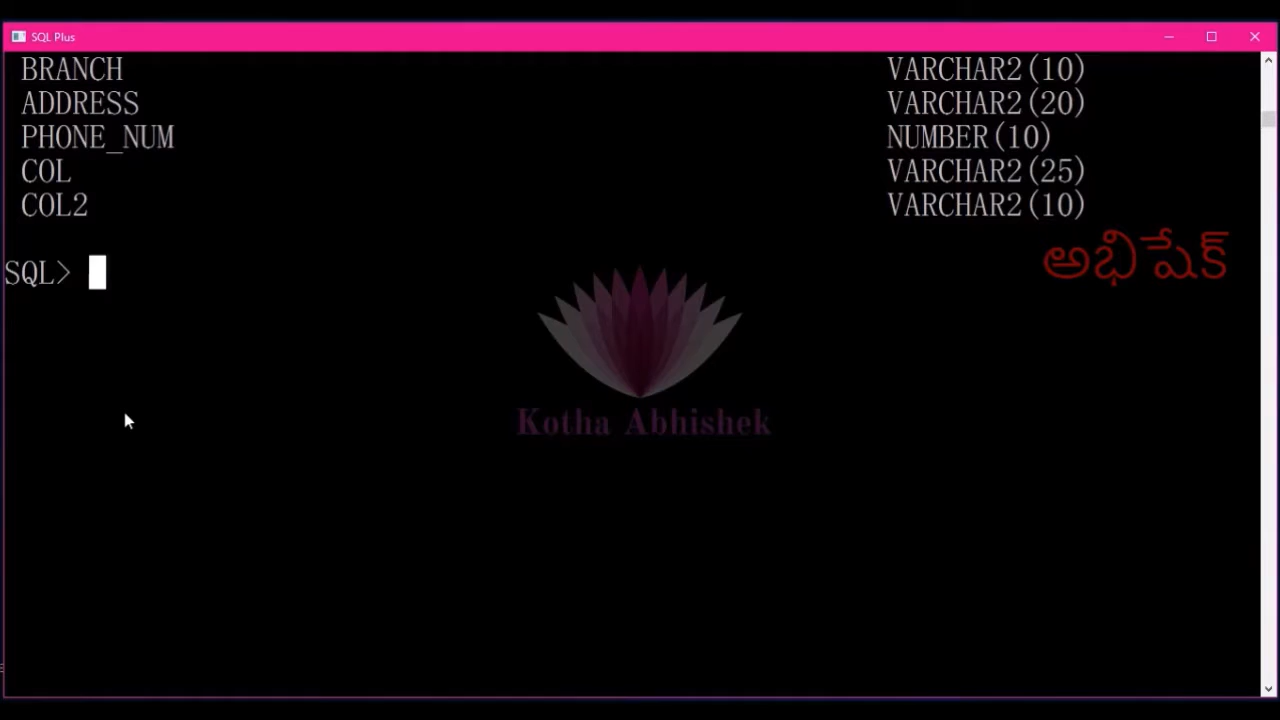 SQL Plus
BRANCH VARCHAR2(10)
ADDRESS VARCHAR2(20)
PHONE_NUM NUMBER(10)
COL VARCHAR2(25)
COL2 VARCHAR2(10)
అభిషేక్
SQL>
Kotha Abhishek